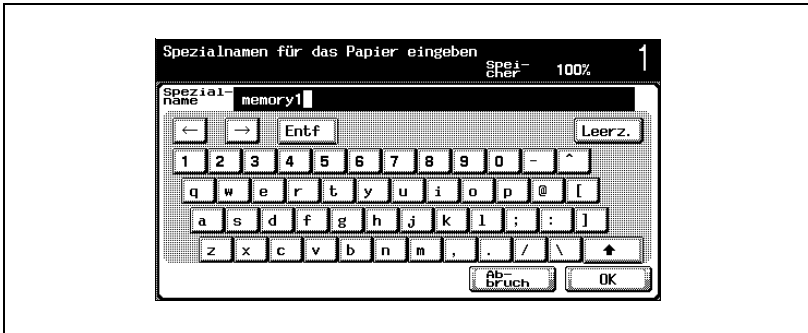 Spezialnamen für das Papier eingeben
Spei-
cher 100% 1
Spezial-
name memory1
← → Entf Leerz.
1 2 3 4 5 6 7 8 9 0 - ^
q w e r t y u i o p @ [
a s d f g h j k l ; : ]
z x c v b n m , . / \ ↑
Ab-
bruch OK